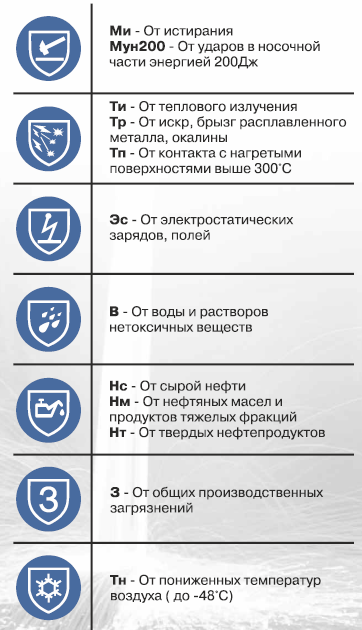 Ми - От истирания
Мун200 - От ударов в носочной
части энергией 200Дж
Ти - От теплового излучения
Тр - От искр, брызг расплавленного
металла, окалины
Тп - От контакта с нагретыми
поверхностями выше 300°С
Эс - От электростатических
зарядов, полей
В - От воды и растворов
нетоксичных веществ
Нс - От сырой нефти
Нм - От нефтяных масел и
продуктов тяжелых фракций
Нт - От твердых нефтепродуктов
З
З - От общих производственных
загрязнений
Тн - От пониженных температур
воздуха ( до -48°С)